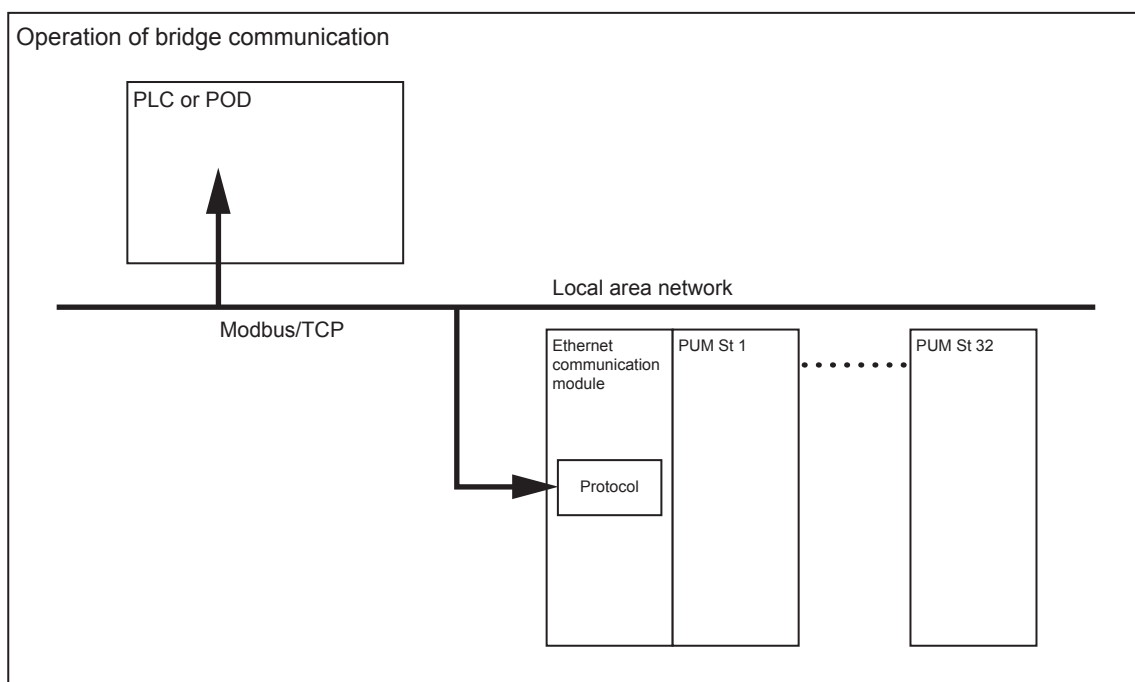 Operation of bridge communication
PLC or POD
Local area network
Modbus/TCP
Ethernet
communication
module
PUM St 1
PUM St 32
Protocol